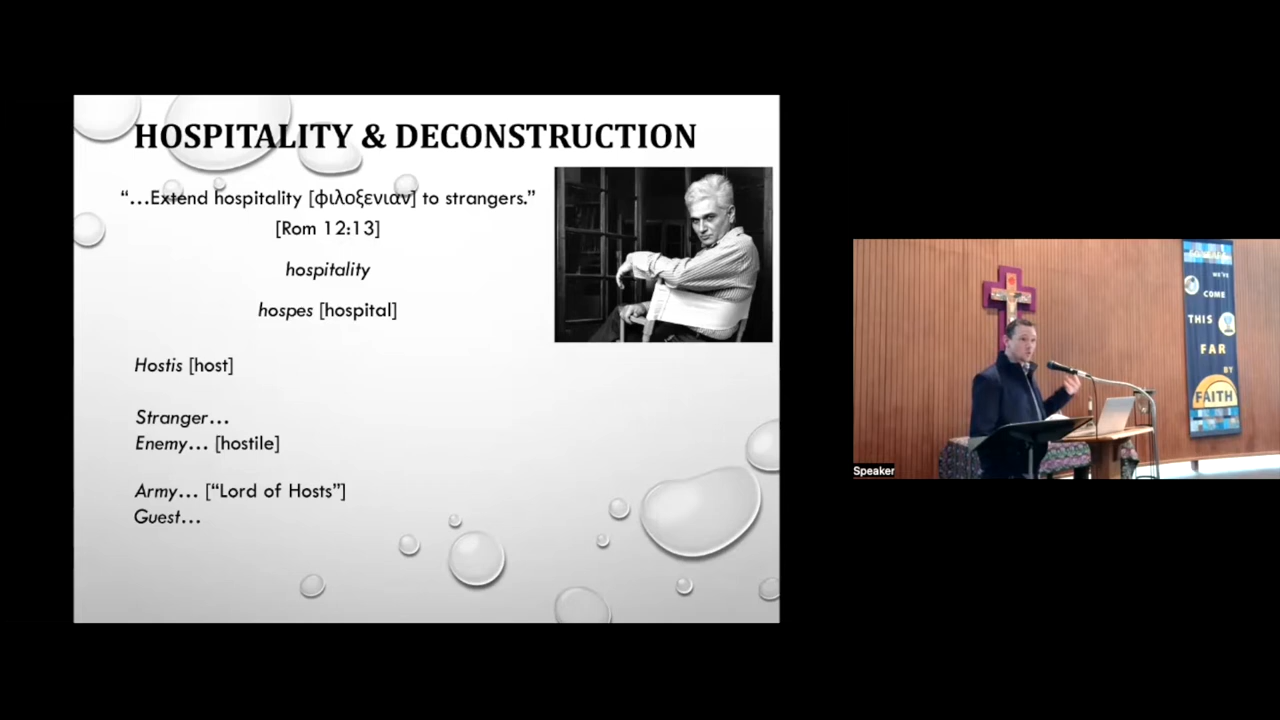 HOSPITALITY & DECONSTRUCTION
“…Extend hospitality [φιλοξενιαν] to strangers.”
[Rom 12:13]
hospitality
hospes [hospital]
Hostis [host]
Stranger…
Enemy… [hostile]
Army… [“Lord of Hosts”]
Guest…
WE'VE
COME
THIS
FAR
BY
FAITH
Speaker